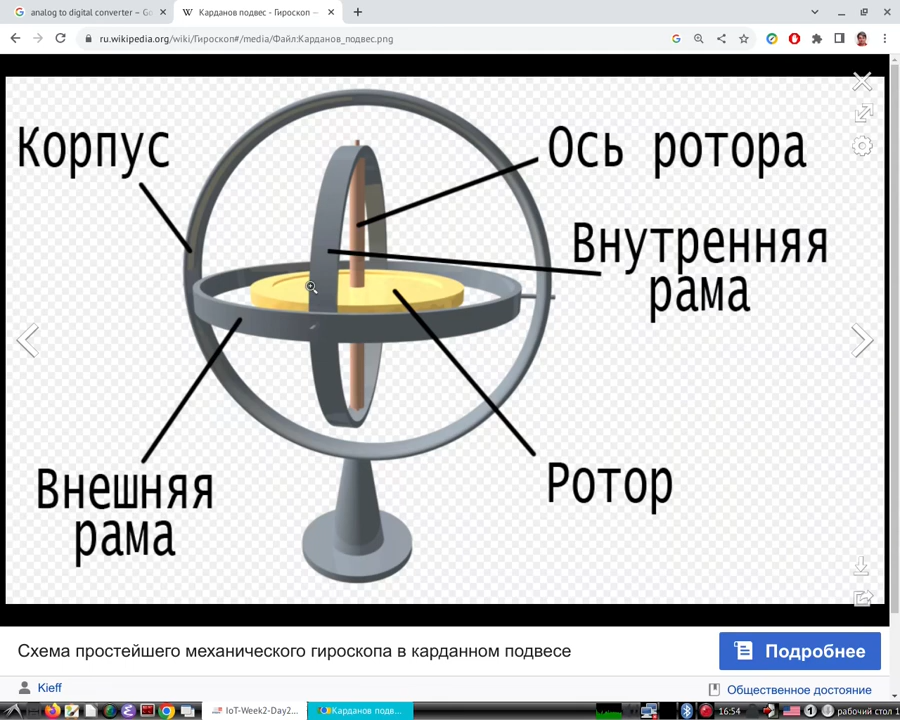 analog to digital converter – Go
Карданов подвес - Гироскоп –
ru.wikipedia.org/wiki/Гироскоп#/media/Файл:Карданов_подвес.png
Корпус
Ось ротора
Внутренняя
рама
Внешняя
рама
Ротор
Схема простейшего механического гироскопа в карданном подвесе
Подробнее
Kieff
Общественное достояние
IoT-Week2-Day2...
Карданов подв...
1
16:54
рабочий стол 1